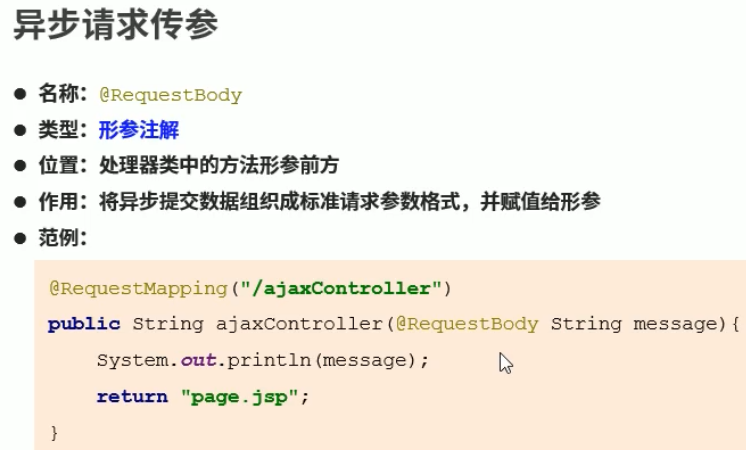 异步请求传参
● 名称：@RequestBody
● 类型：形参注解
● 位置：处理器类中的方法形参前方
● 作用：将异步提交数据组织成标准请求参数格式，并赋值给形参
● 范例：
@RequestMapping("/ajaxController")
public String ajaxController(@RequestBody String message){
    System.out.println(message);
    return "page.jsp";
}